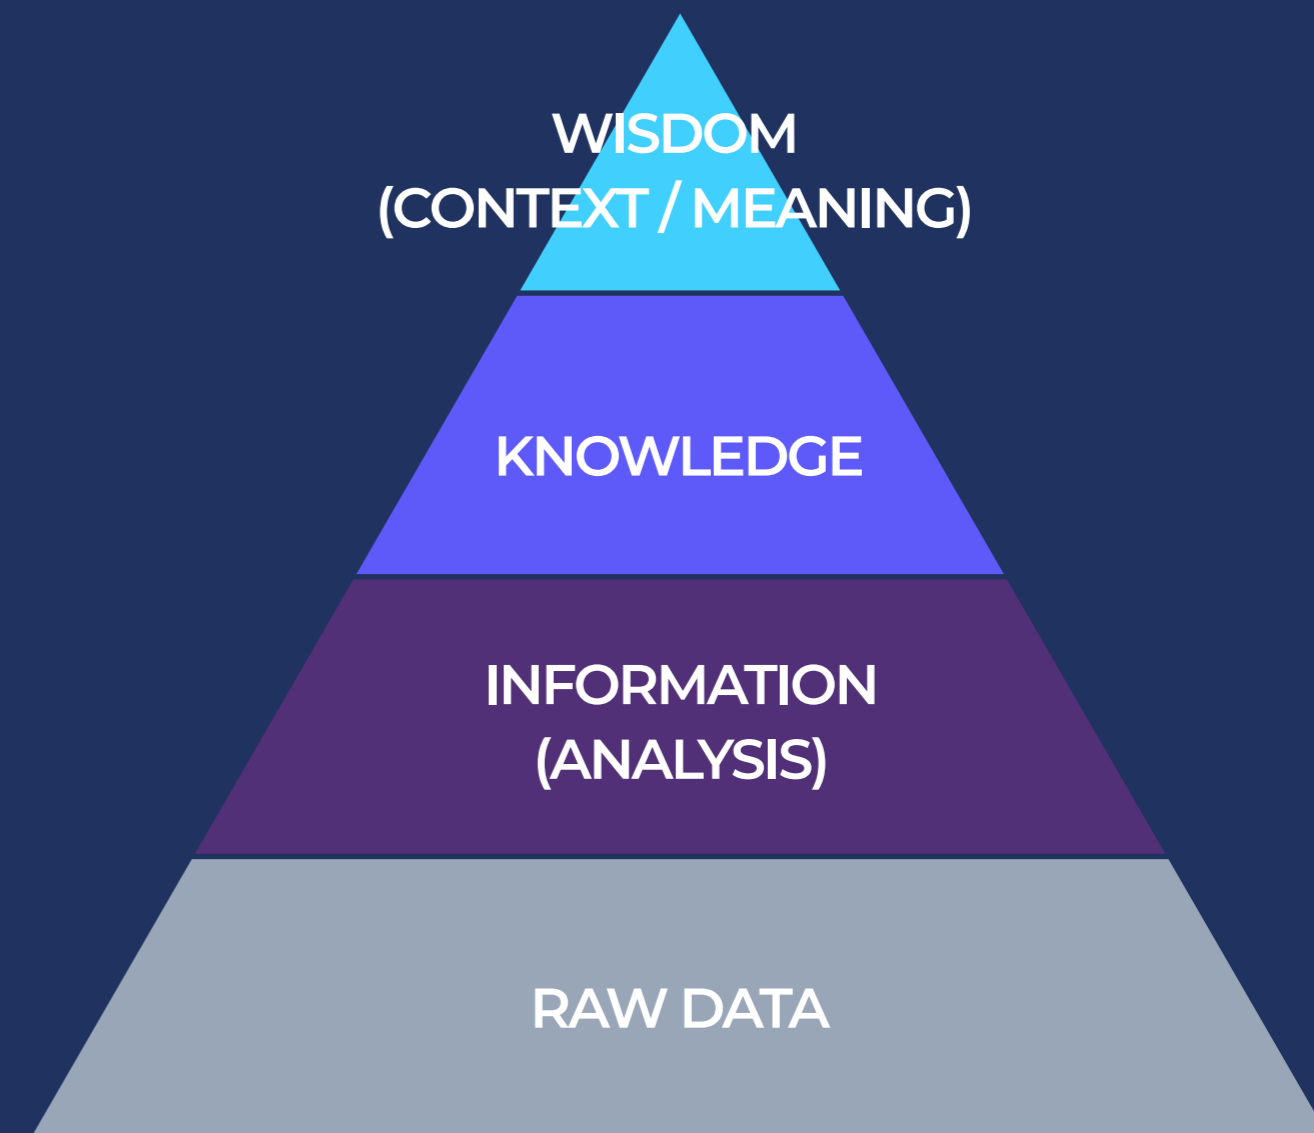 WISDOM
(CONTEXT / MEANING)
KNOWLEDGE
INFORMATION
(ANALYSIS)
RAW DATA